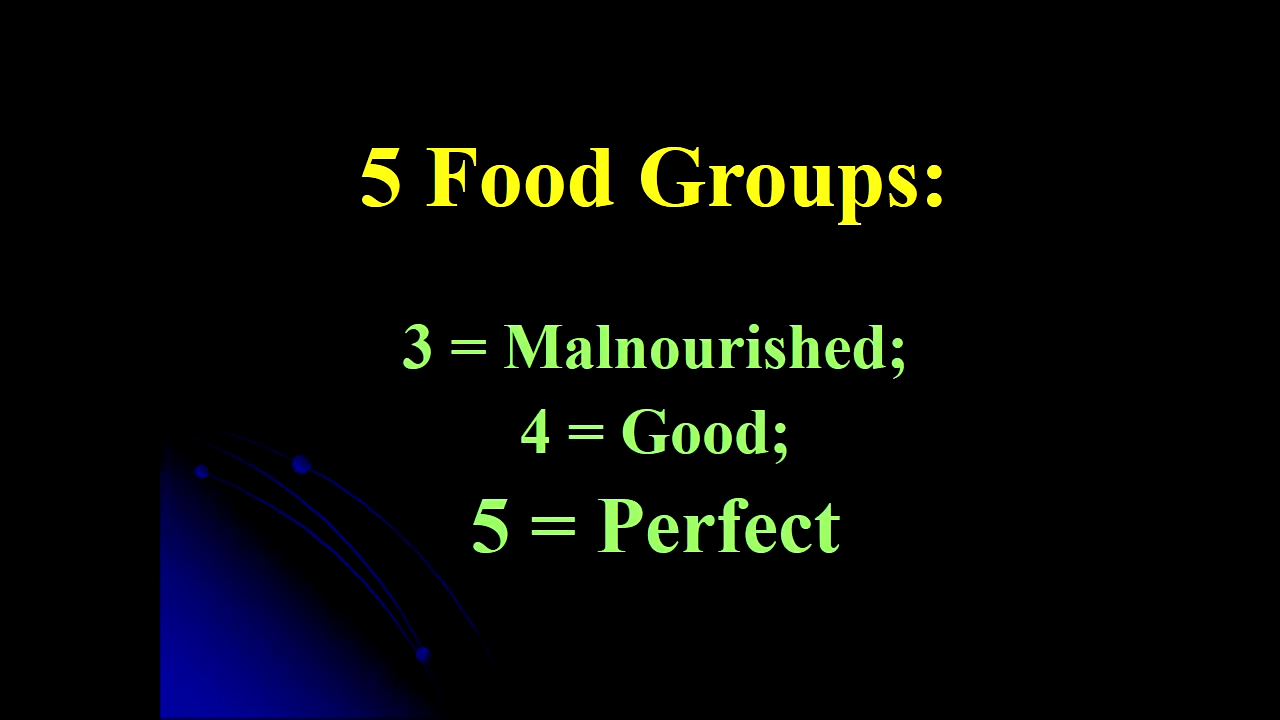 5 Food Groups:
3 = Malnourished;
4 = Good;
5 = Perfect